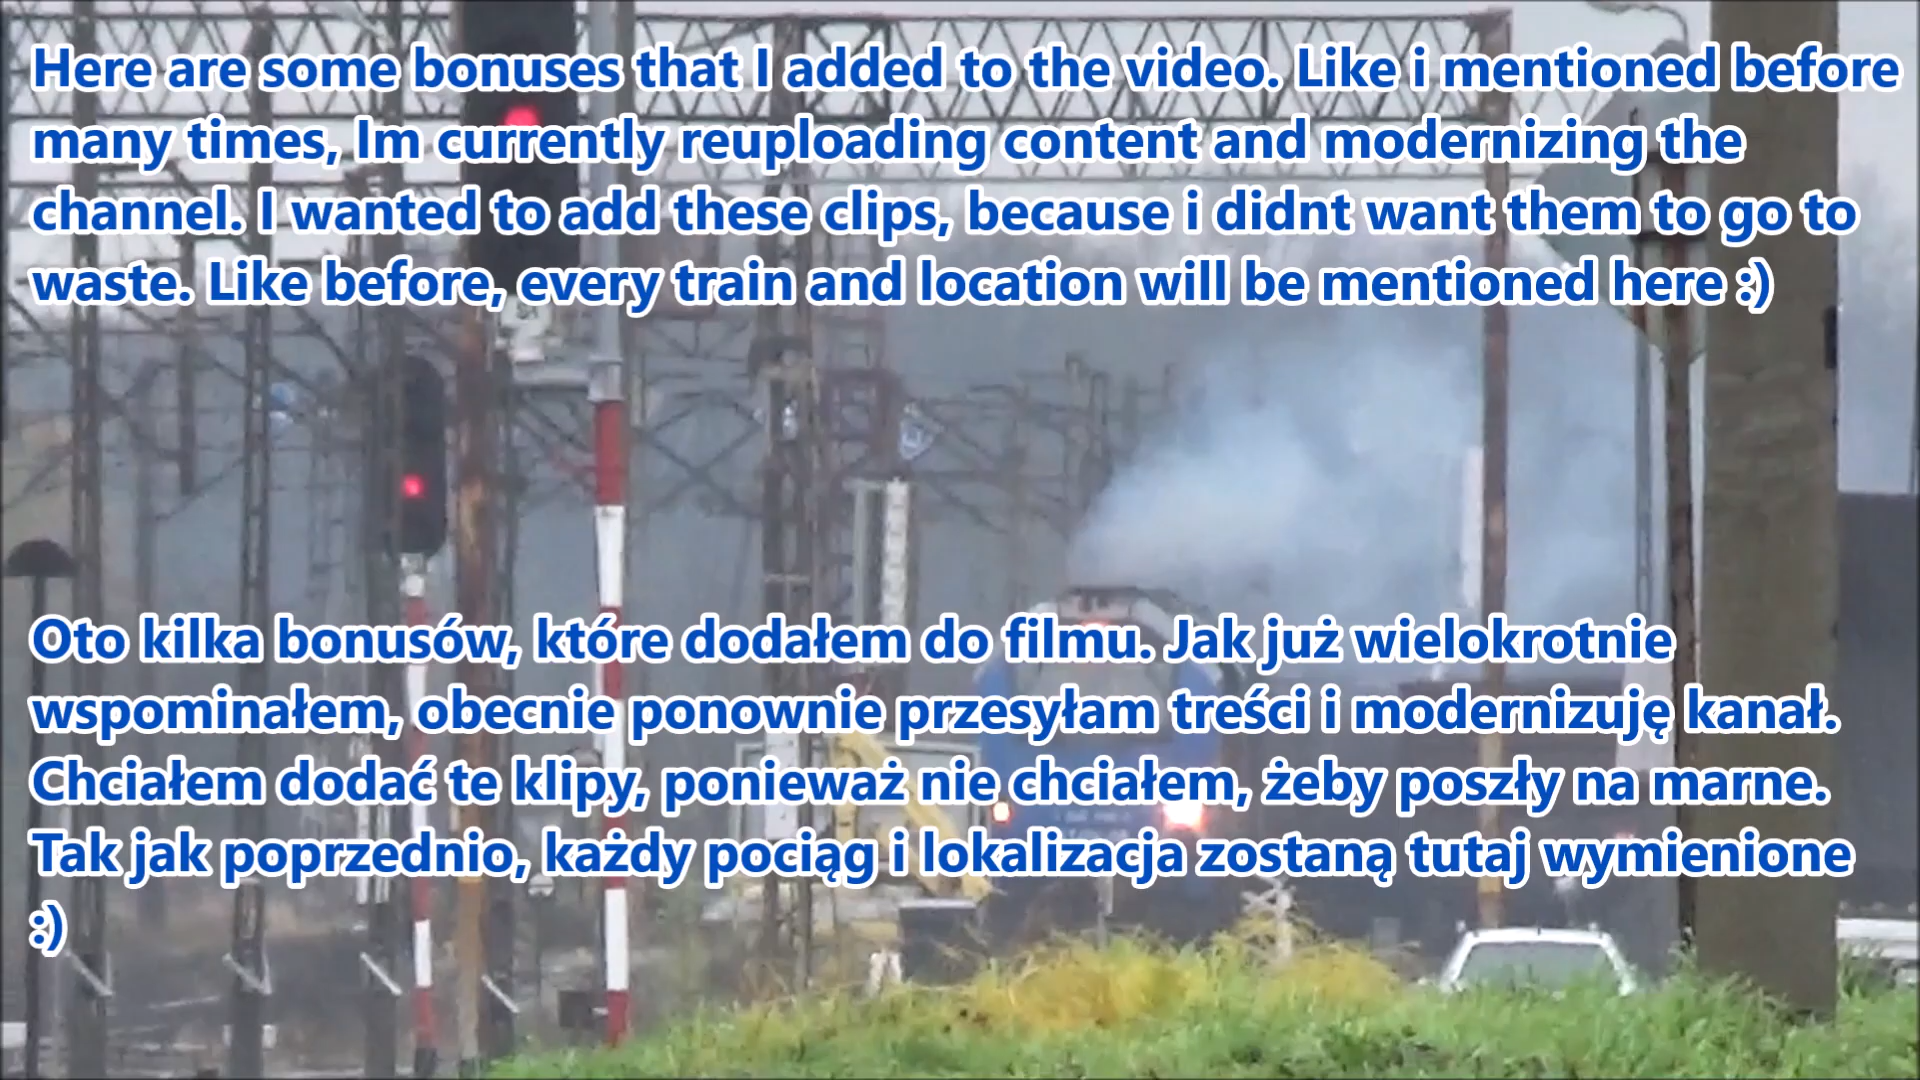 Here are some bonuses that I added to the video. Like i mentioned before
many times, Im currently reuploading content and modernizing the
channel. I wanted to add these clips, because i didnt want them to go to
waste. Like before, every train and location will be mentioned here :)
Oto kilka bonusów, które dodałem do filmu. Jak już wielokrotnie
wspominałem, obecnie ponownie przesyłam treści i modernizuję kanał.
Chciałem dodać te klipy, ponieważ nie chciałem, żeby poszły na marne.
Tak jak poprzednio, każdy pociąg i lokalizacja zostaną tutaj wymienione
:)